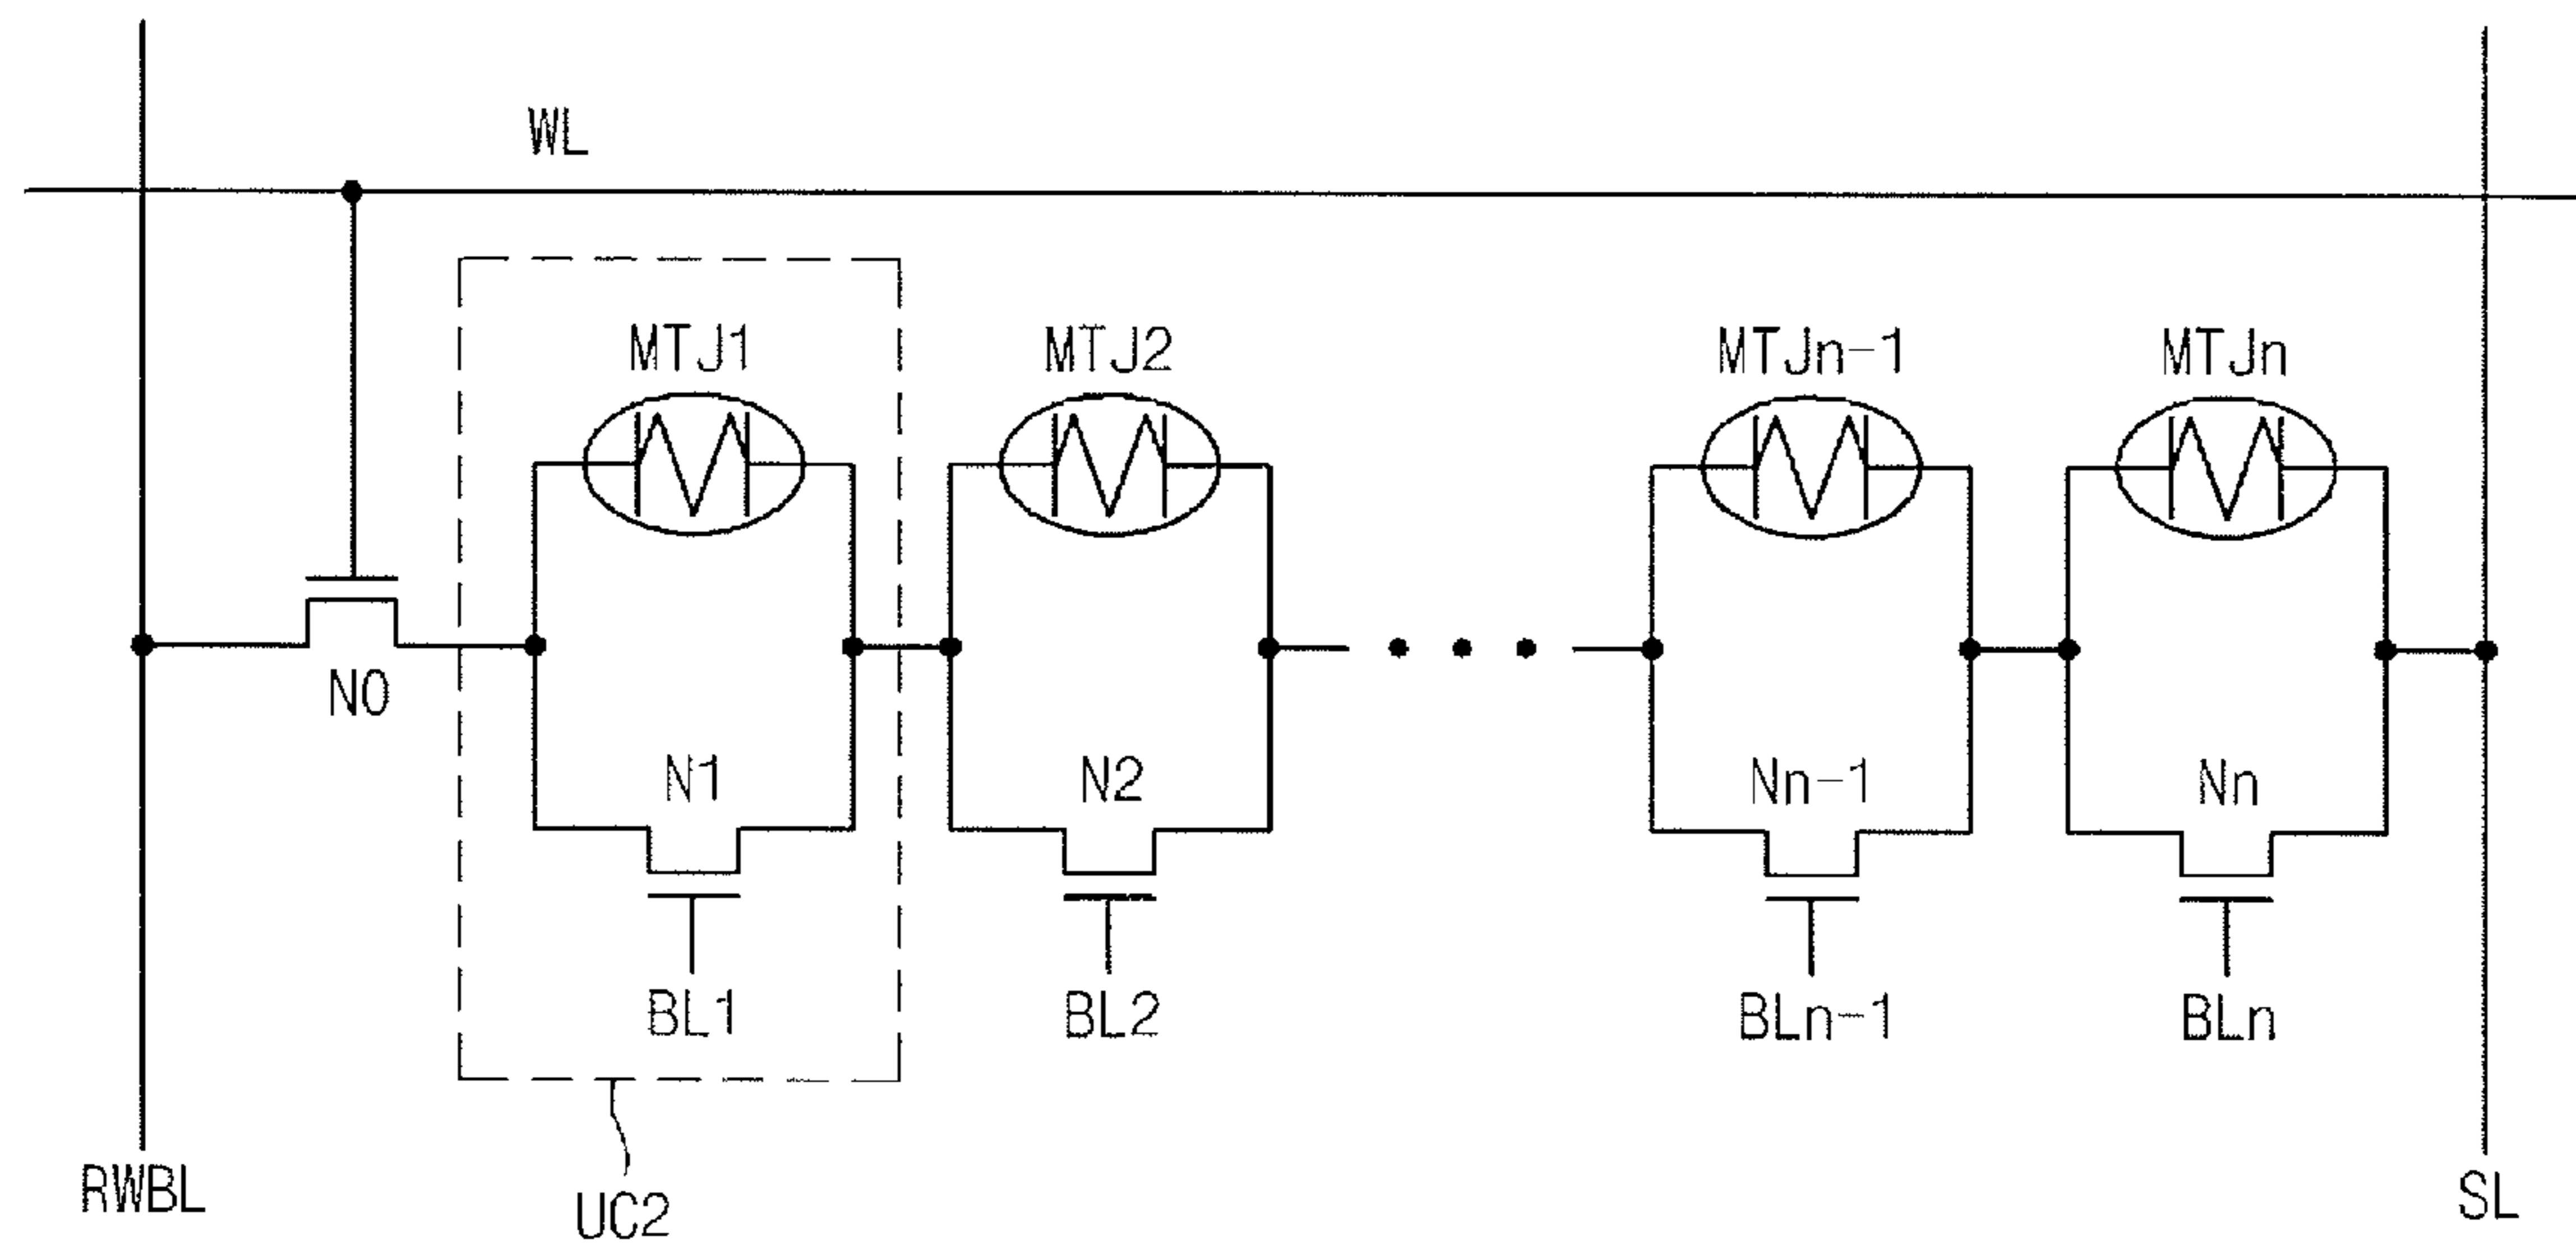 WL
MTJ1 MTJ2 MTJn-1 MTJn
N0
N1 N2 Nn-1 Nn
BL1 BL2 BLn-1 BLn
RWBL UC2 SL